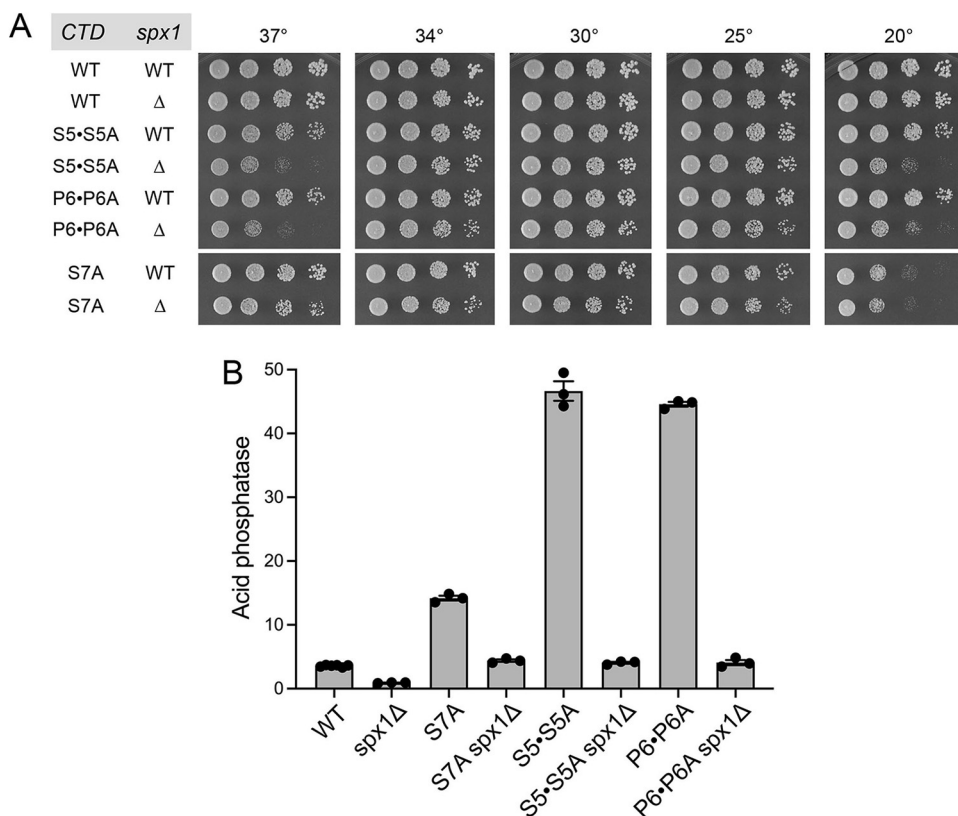 A
CTD spx1 37° 34° 30° 25° 20°
WT WT
WT Δ
S5•S5A WT
S5•S5A Δ
P6•P6A WT
P6•P6A Δ
S7A WT
S7A Δ
B
Acid phosphatase
50
40
30
20
10
0
WT
spx1Δ
S7A
S7A spx1Δ
S5•S5A
S5•S5A spx1Δ
P6•P6A
P6•P6A spx1Δ